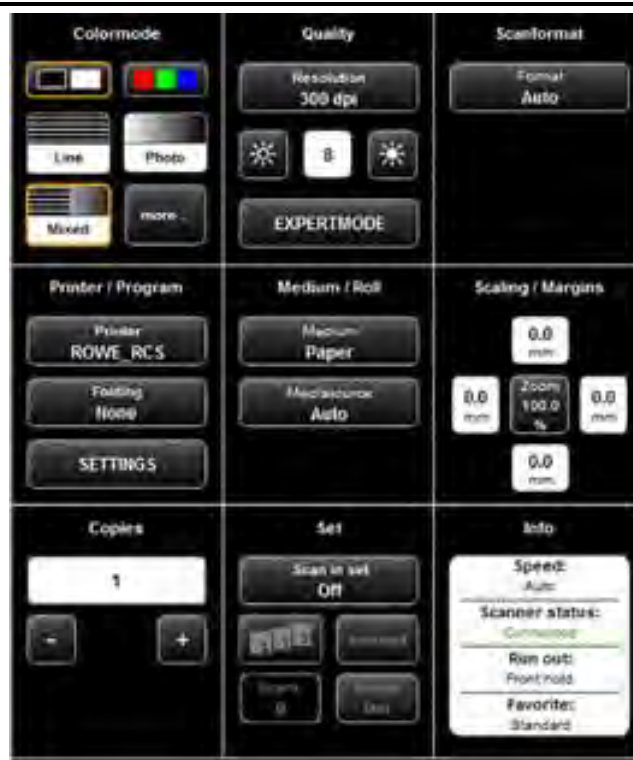 Colormode
Line
Photo
Mixed
more ..
Quality
Resolution
300 dpi
8
EXPERTMODE
Scanformat
Format
Auto
Printer / Program
Printer
ROWE_RCS
Folding
None
SETTINGS
Medium / Roll
Medium
Paper
Mediasource
Auto
Scaling / Margins
0.0
mm
0.0
mm
Zoom
100.0
%
0.0
mm
0.0
mm
Copies
1
-
+
Set
Scan in set
Off
0
Info
Speed:
Auto
Scanner status:
Connected
Run out:
Front hold
Favorite:
Standard